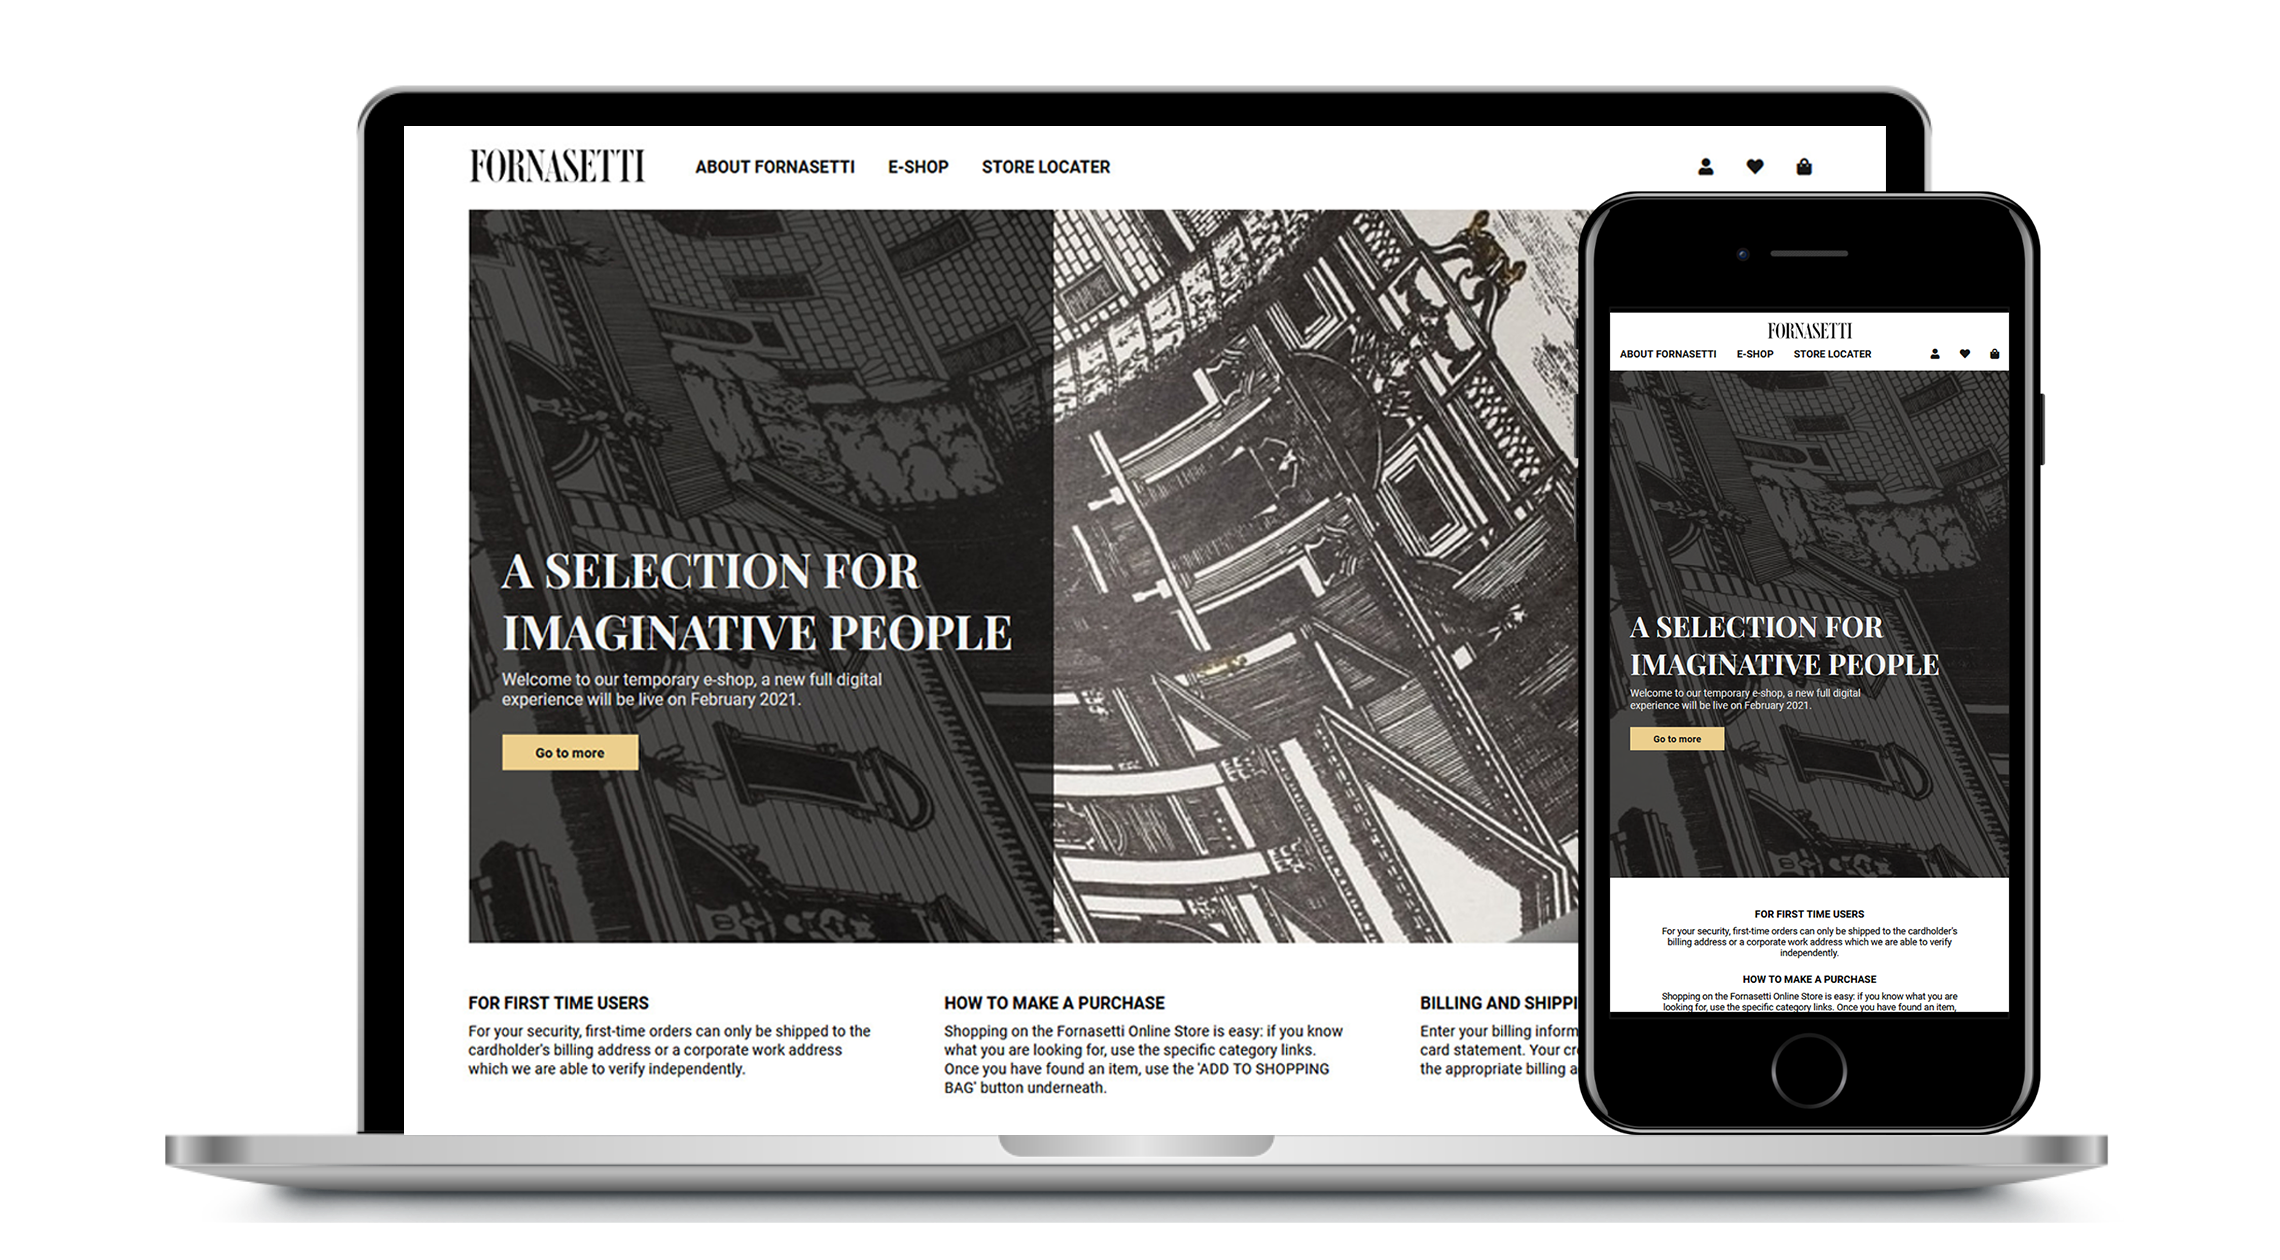 FORNASETTI
ABOUT FORNASETTI E-SHOP STORE LOCATER
A SELECTION FOR
IMAGINATIVE PEOPLE
Welcome to our temporary e-shop, a new full digital
experience will be live on February 2021.
Go to more
FOR FIRST TIME USERS
For your security, first-time orders can only be shipped to the
cardholder's billing address or a corporate work address
which we are able to verify independently.
HOW TO MAKE A PURCHASE
Shopping on the Fornasetti Online Store is easy: if you know
what you are looking for, use the specific category links.
Once you have found an item, use the 'ADD TO SHOPPING
BAG' button underneath.
BILLING AND SHIPPI
Enter your billing inform
card statement. Your cr
the appropriate billing a
FORNASETTI
ABOUT FORNASETTI E-SHOP STORE LOCATER
A SELECTION FOR
IMAGINATIVE PEOPLE
Welcome to our temporary e-shop, a new full digital
experience will be live on February 2021.
Go to more
FOR FIRST TIME USERS
For your security, first-time orders can only be shipped to the cardholder's
billing address or a corporate work address which we are able to verify
independently.
HOW TO MAKE A PURCHASE
Shopping on the Fornasetti Online Store is easy: if you know what you are
looking for, use the specific category links. Once you have found an item,